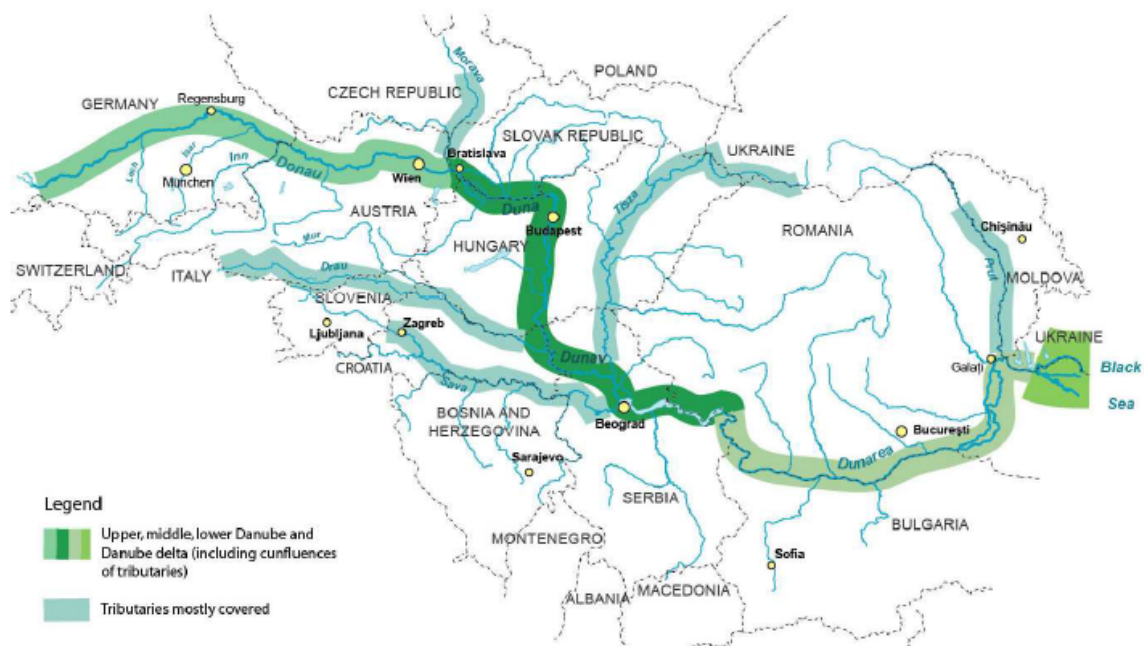 POLAND
Morava
CZECH REPUBLIC
GERMANY
Regensburg
SLOVAK REPUBLIC
UKRAINE
Bratislava
Lech
Isar
Inn
München
Donau
Wien
Tisza
Duna
Budapest
AUSTRIA
HUNGARY
ROMANIA
Chişinău
Mur
Prut
MOLDOVA
SWITZERLAND
ITALY
Drau
SLOVENIA
Ljubljana
Zagreb
UKRAINE
Dunav
Galaţi
Black
Sea
CROATIA
Sava
BOSNIA AND
HERZEGOVINA
Beograd
Bucureşti
Dunarea
Sarajevo
SERBIA
BULGARIA
MONTENEGRO
Sofia
MACEDONIA
ALBANIA
Legend
Upper, middle, lower Danube and
Danube delta (including cunfluences
of tributaries)
Tributaries mostly covered